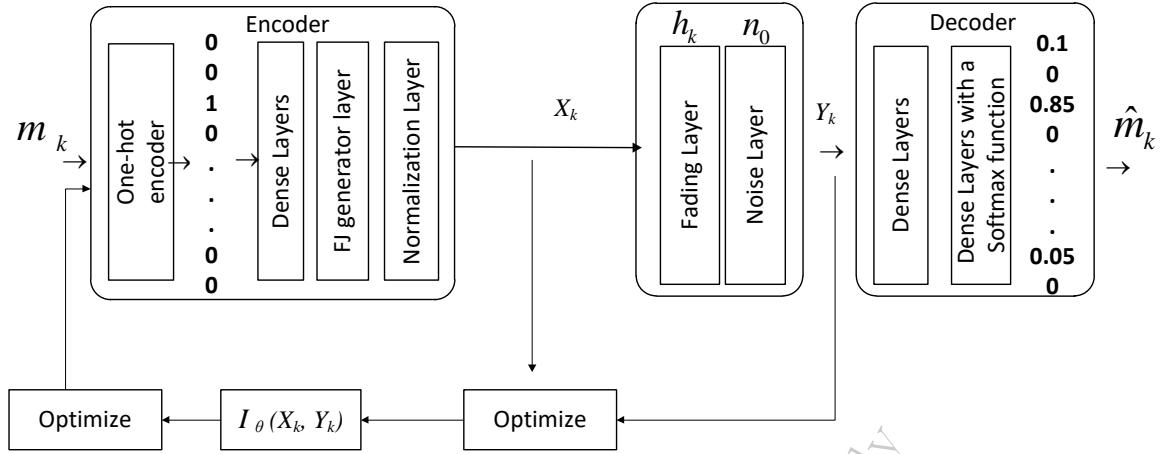 Encoder
m k
One-hot
encoder
0
0
1
0
.
.
.
0
0
Dense Layers
FJ generator layer
Normalization Layer
X_k
h_k
n_0
Fading Layer
Noise Layer
Y_k
Decoder
Dense Layers
Dense Layers with a
Softmax function
0.1
0
0.85
0
.
.
.
0.05
0
m̂_k
Optimize
I_θ (X_k, Y_k)
Optimize